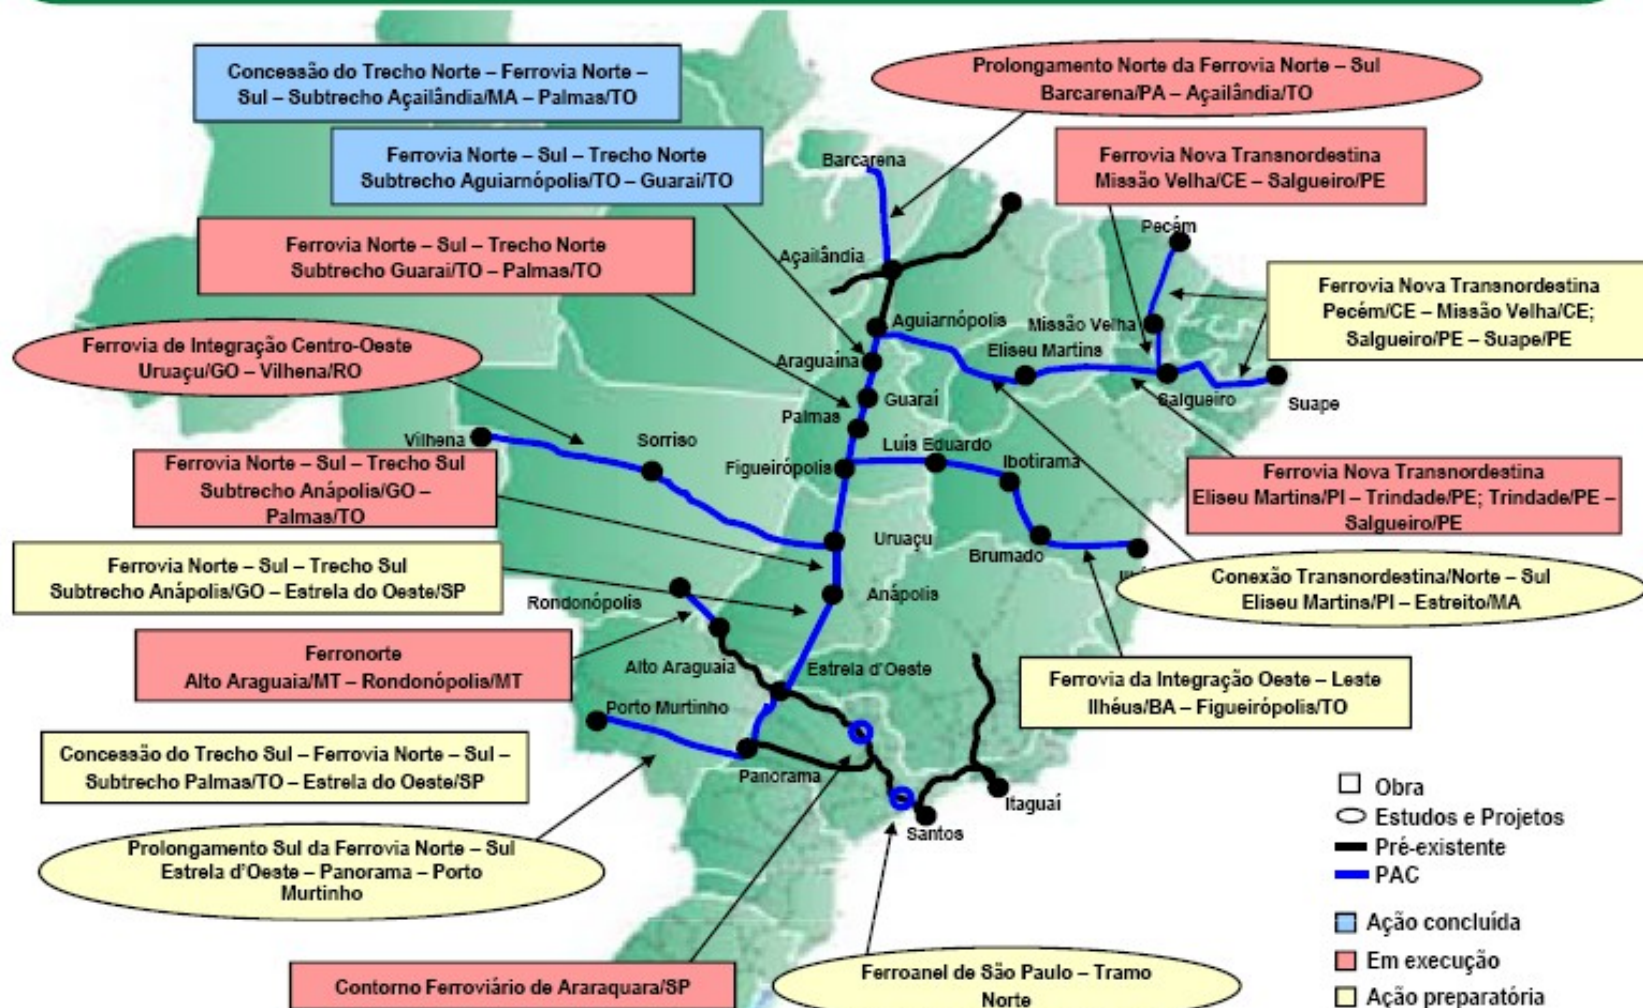 Concessão do Trecho Norte – Ferrovia Norte –
Sul – Subtrecho Açailândia/MA – Palmas/TO
Prolongamento Norte da Ferrovia Norte – Sul
Barcarena/PA – Açailândia/TO
Ferrovia Norte – Sul – Trecho Norte
Subtrecho Aguiarnópolis/TO – Guaraí/TO
Barcarena
Ferrovia Nova Transnordestina
Missão Velha/CE – Salgueiro/PE
Ferrovia Norte – Sul – Trecho Norte
Subtrecho Guaraí/TO – Palmas/TO
Pecém
Açailândia
Ferrovia Nova Transnordestina
Pecém/CE – Missão Velha/CE;
Salgueiro/PE – Suape/PE
Aguiarnópolis
Missão Velha
Ferrovia de Integração Centro-Oeste
Uruaçu/GO – Vilhena/RO
Eliseu Martins
Araguaína
Guaraí
Salgueiro
Suape
Palmas
Vilhena
Sorriso
Luís Eduardo
Ibotirama
Figueirópolis
Ferrovia Norte – Sul – Trecho Sul
Subtrecho Anápolis/GO –
Palmas/TO
Ferrovia Nova Transnordestina
Eliseu Martins/PI – Trindade/PE; Trindade/PE –
Salgueiro/PE
Uruaçu
Brumado
Ferrovia Norte – Sul – Trecho Sul
Subtrecho Anápolis/GO – Estrela do Oeste/SP
Conexão Transnordestina/Norte – Sul
Eliseu Martins/PI – Estreito/MA
Rondonópolis
Anápolis
Ferronorte
Alto Araguaia/MT – Rondonópolis/MT
Alto Araguaia
Estrela d'Oeste
Ferrovia da Integração Oeste – Leste
Ilhéus/BA – Figueirópolis/TO
Porto Murtinho
Concessão do Trecho Sul – Ferrovia Norte – Sul –
Subtrecho Palmas/TO – Estrela do Oeste/SP
Panorama
Itaguaí
Santos
Prolongamento Sul da Ferrovia Norte – Sul
Estrela d'Oeste – Panorama – Porto
Murtinho
Obra
Estudos e Projetos
Pré-existente
PAC
Ação concluída
Em execução
Ação preparatória
Contorno Ferroviário de Araraquara/SP
Ferroanel de São Paulo – Tramo
Norte